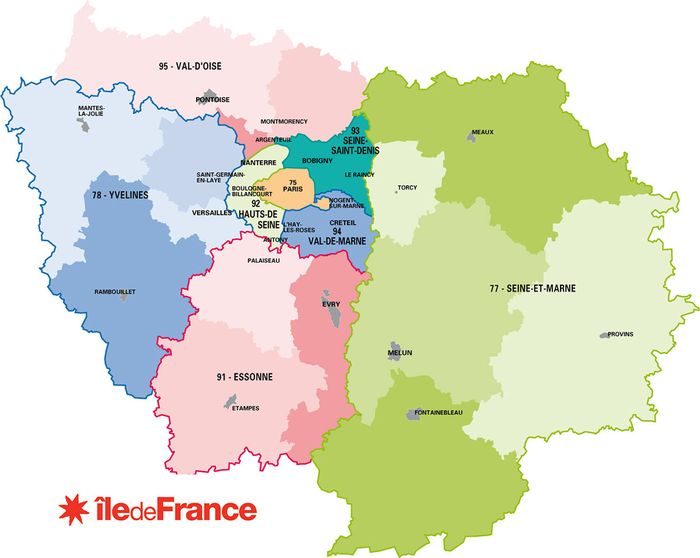 95 - VAL-D'OISE
PONTOISE
MANTES-
LA-JOLIE
MONTMORENCY
ARGENTEUIL
93
SEINE-
SAINT-DENIS
MEAUX
NANTERRE
BOBIGNY
SAINT-GERMAIN-
EN-LAYE
LE RAINCY
75
PARIS
BOULOGNE-
BILLANCOURT
TORCY
78 - YVELINES
NOGENT-
SUR-MARNE
92
HAUTS-DE
SEINE
VERSAILLES
L'HAY-
LES-ROSES
CRETEIL
94
VAL-DE-MARNE
ANTONY
PALAISEAU
RAMBOUILLET
EVRY
77 - SEINE-ET-MARNE
PROVINS
MELUN
91 - ESSONNE
ETAMPES
FONTAINEBLEAU
îledeFrance